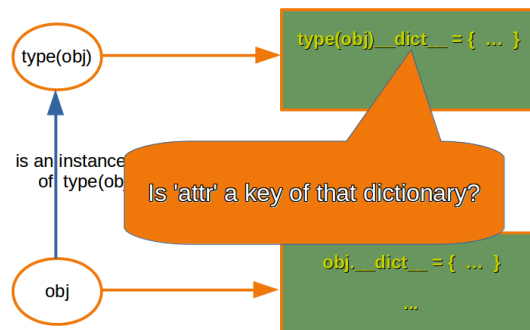 type(obj)
type(obj)__dict__ = { … }
is an instance
of type(obj
Is 'attr' a key of that dictionary?
obj
obj.__dict__ = { … }
...